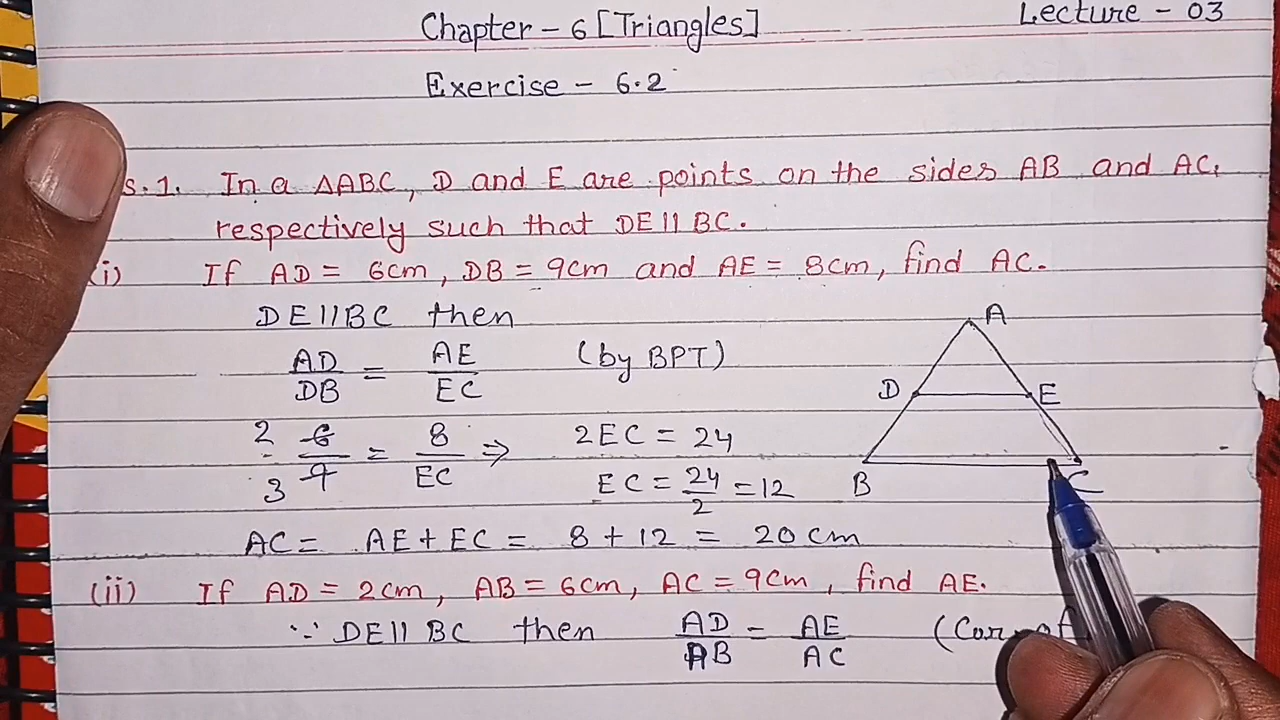 Chapter - 6 [Triangles]
Lecture - 03
Exercise - 6.2
s.1. In a △ABC, D and E are points on the sides AB and AC,
respectively such that DE||BC.
(i) If AD = 6cm, DB = 9cm and AE = 8cm, find AC.
DE||BC then
AD/DB = AE/EC (by BPT)
2 6/9 3 = 8/EC ⇒ 2EC = 24
EC = 24/2 = 12
AC = AE + EC = 8 + 12 = 20 cm
A
D E
B C
(ii) If AD = 2cm, AB = 6cm, AC = 9cm, find AE.
∵ DE||BC then AD/AB = AE/AC (Cor. of